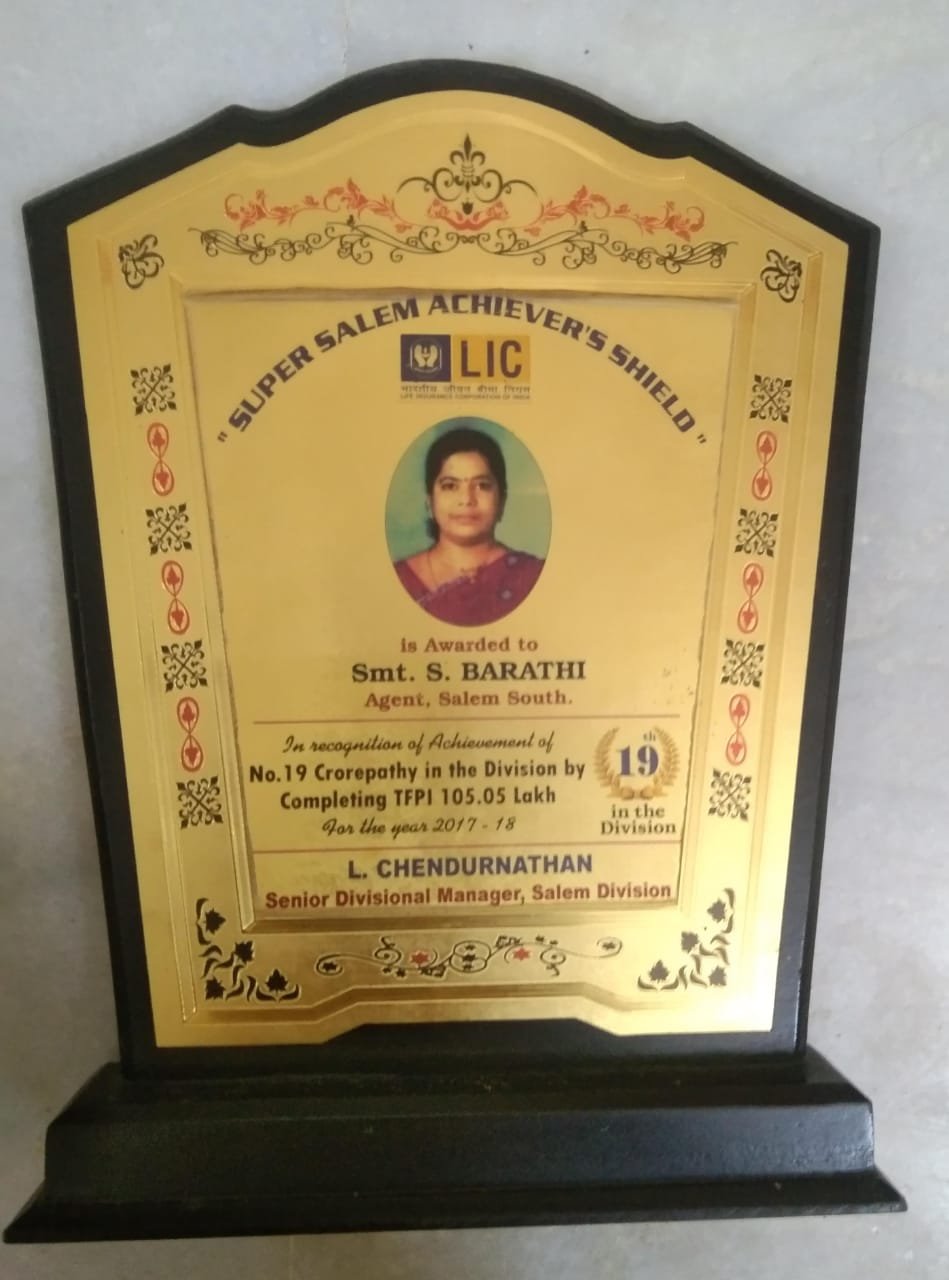 " SUPER SALEM ACHIEVER'S SHIELD "
LIC
भारतीय जीवन बीमा निगम
LIFE INSURANCE CORPORATION OF INDIA
is Awarded to
Smt. S. BARATHI
Agent, Salem South.
In recognition of Achievement of
No.19 Crorepathy in the Division by
Completing TFPI 105.05 Lakh
For the year 2017 - 18
19th
in the
Division
L. CHENDURNATHAN
Senior Divisional Manager, Salem Division